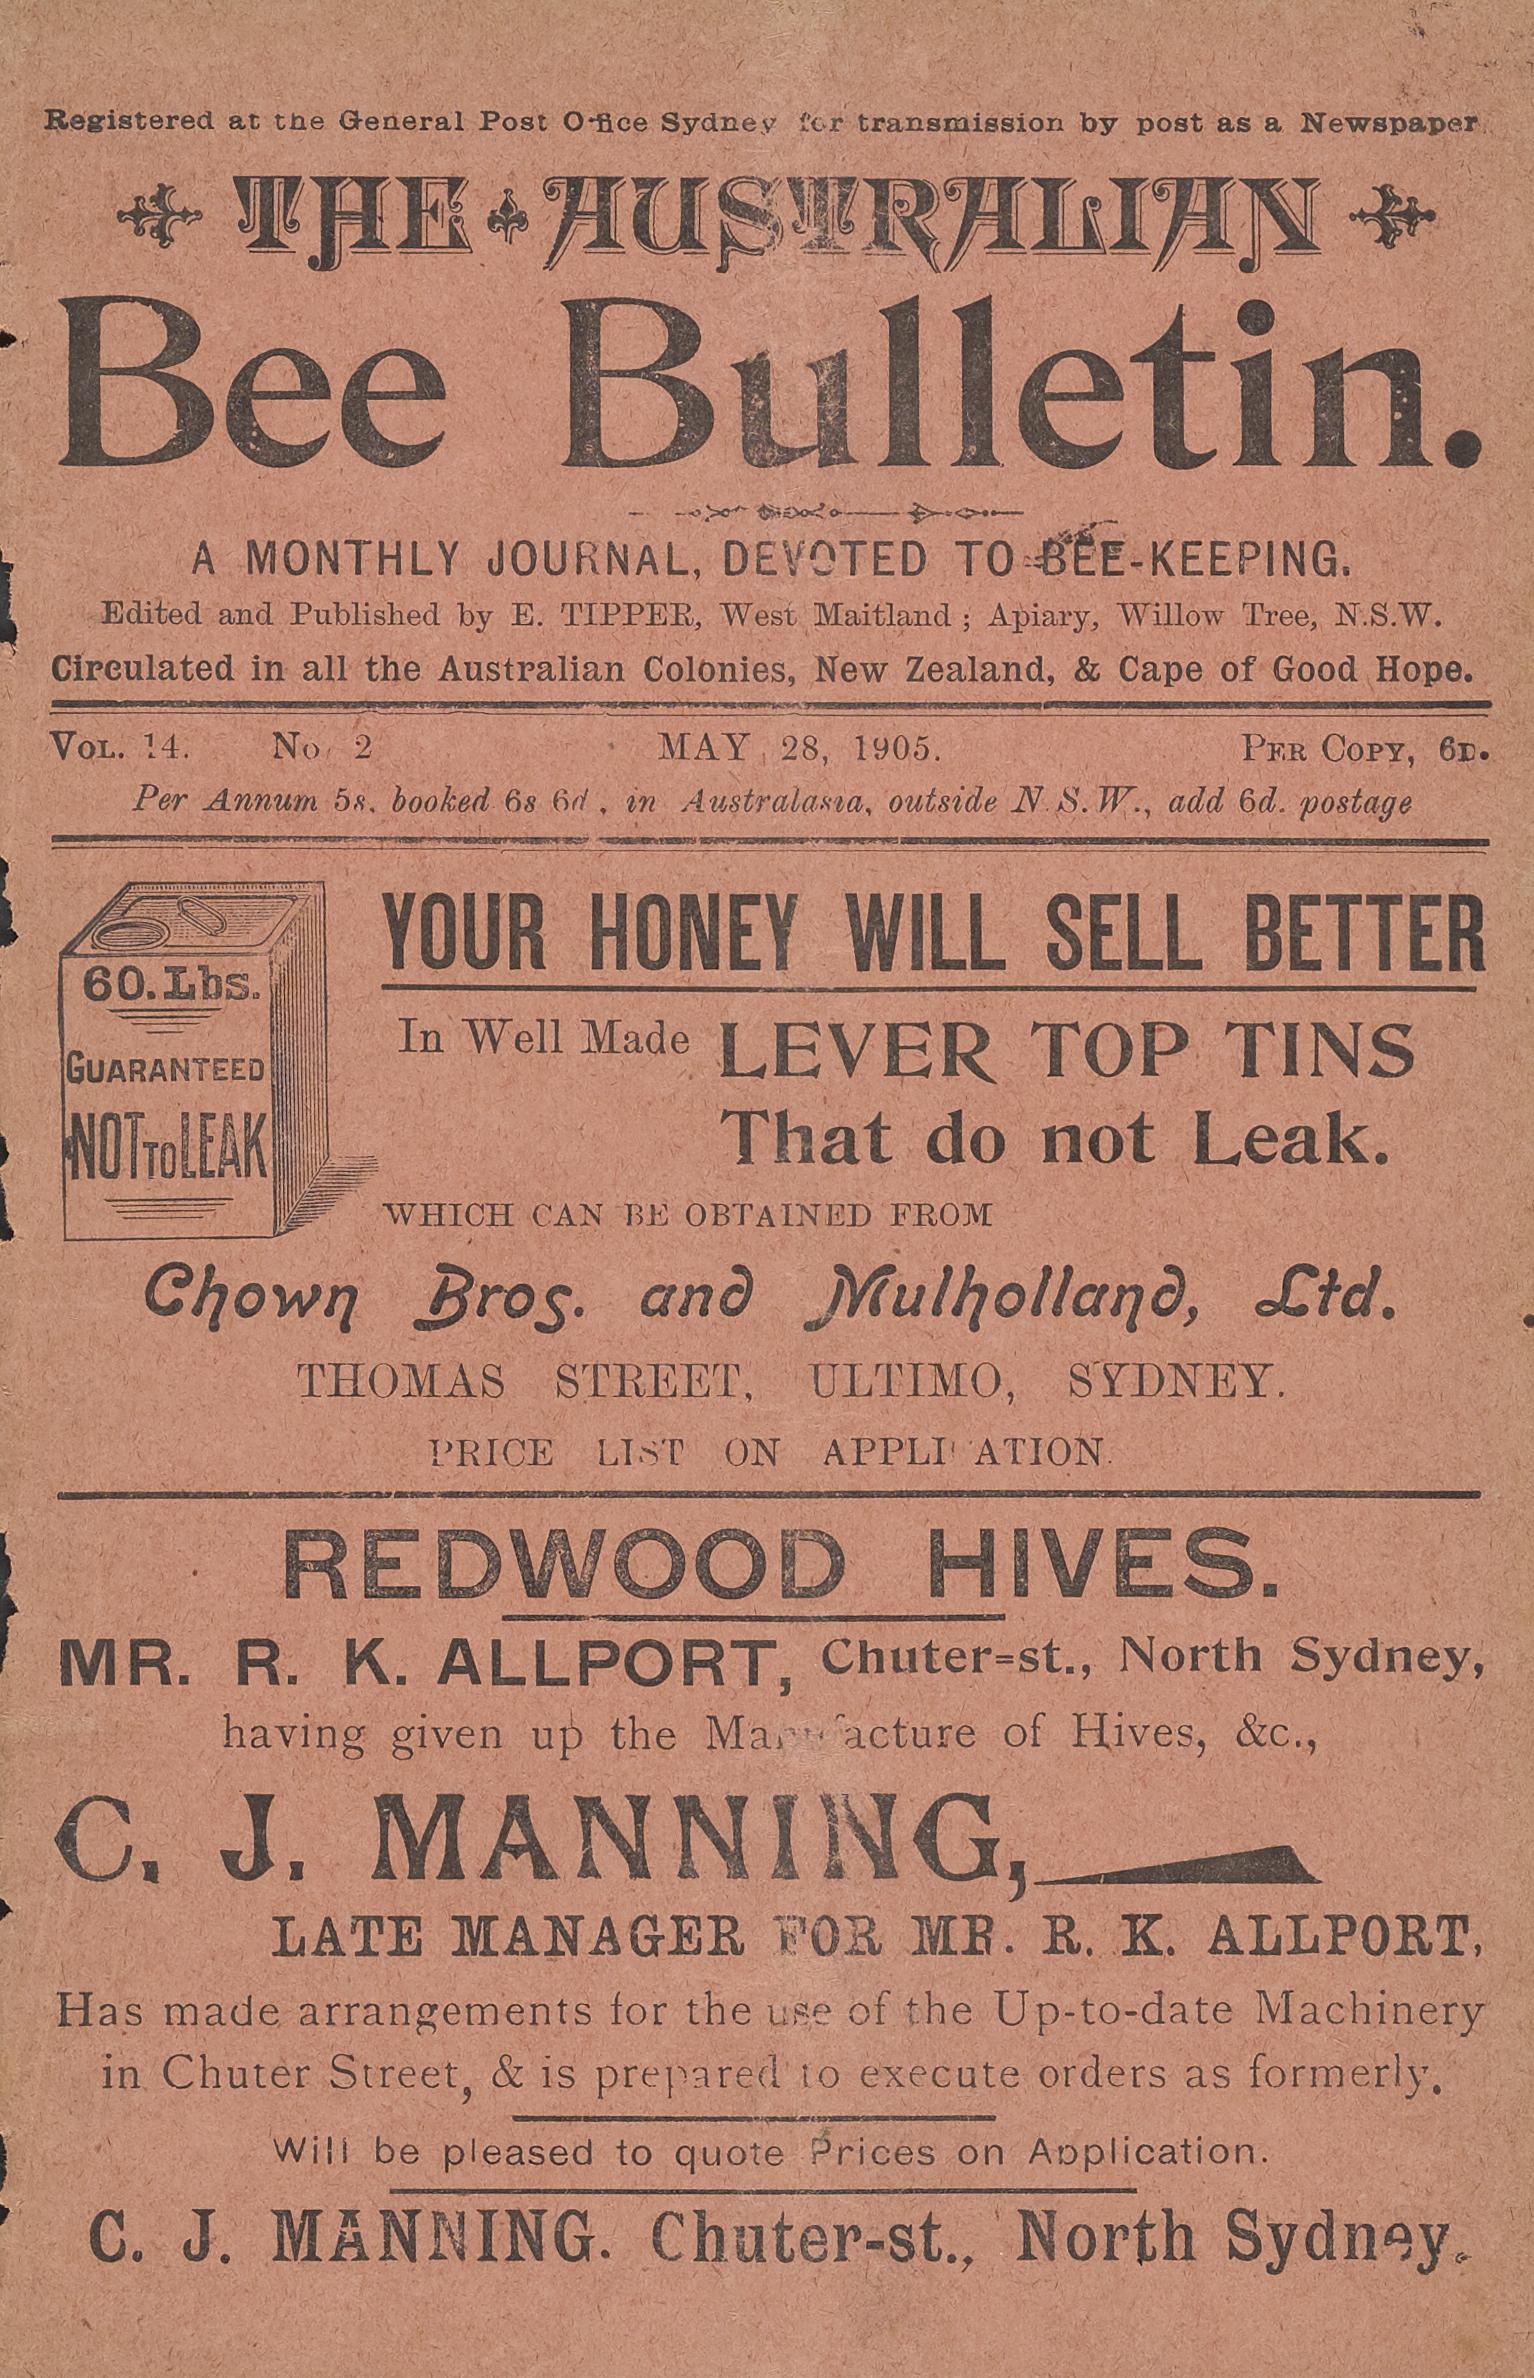 Registered at the General Post Office Sydney for transmission by post as a Newspaper
THE AUSTRALIAN
Bee Bulletin.
A MONTHLY JOURNAL, DEVOTED TO BEE-KEEPING.
Edited and Published by E. TIPPER, West Maitland; Apiary, Willow Tree, N.S.W.
Circulated in all the Australian Colonies, New Zealand, & Cape of Good Hope.
VOL. 14. No 2 MAY 28, 1905. PER COPY, 6D.
Per Annum 5s. booked 6s 6d, in Australasia, outside N.S.W., add 6d. postage
60. Lbs.
GUARANTEED
NOT TO LEAK
YOUR HONEY WILL SELL BETTER
In Well Made LEVER TOP TINS
That do not Leak.
WHICH CAN BE OBTAINED FROM
Chown Bros. and Mulholland, Ltd.
THOMAS STREET, ULTIMO, SYDNEY.
PRICE LIST ON APPLICATION.
REDWOOD HIVES.
MR. R. K. ALLPORT, Chuter-st., North Sydney,
having given up the Manufacture of Hives, &c.,
C. J. MANNING,
LATE MANAGER FOR MR. R. K. ALLPORT,
Has made arrangements for the use of the Up-to-date Machinery
in Chuter Street, & is prepared to execute orders as formerly.
Will be pleased to quote Prices on Application.
C. J. MANNING. Chuter-st., North Sydney.